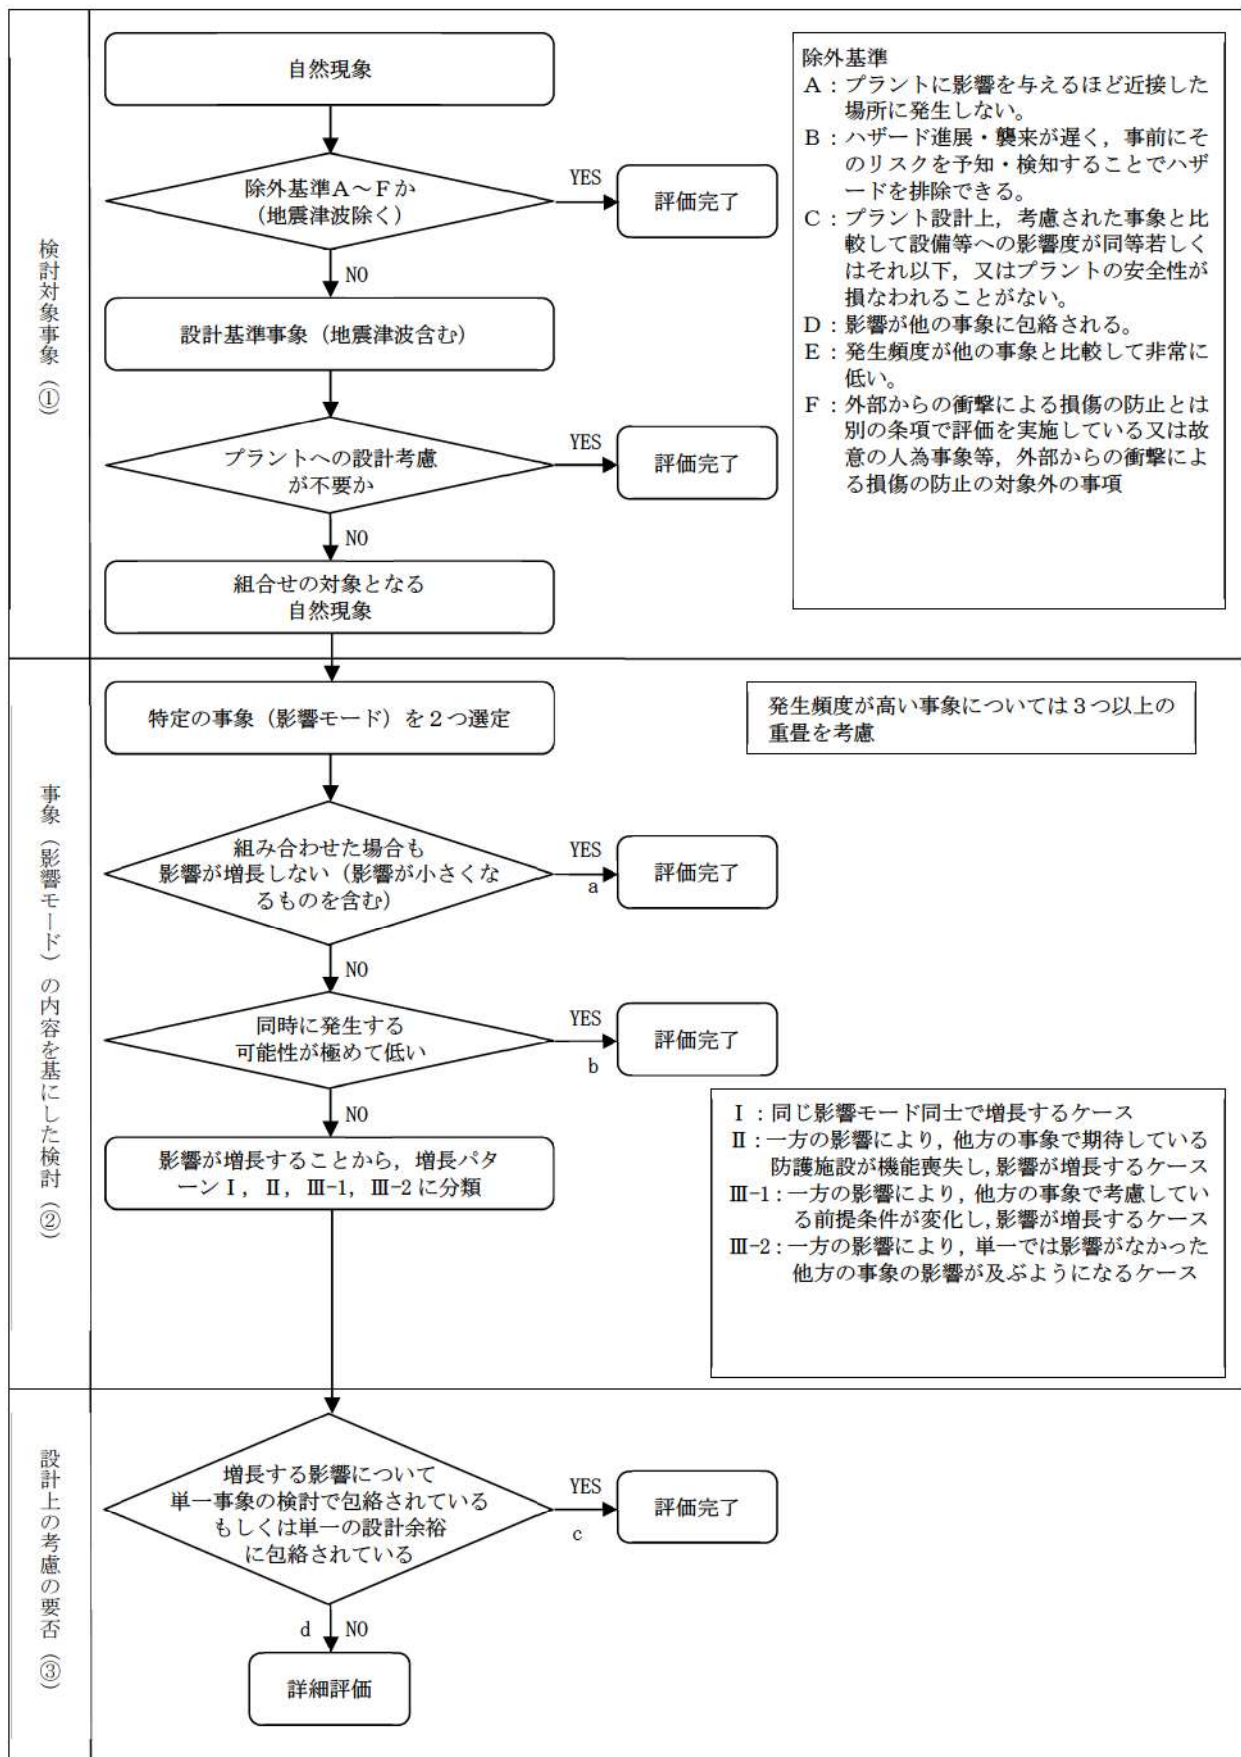 検討対象事象（①）
自然現象
除外基準A～Fか
（地震津波除く）
YES
評価完了
NO
設計基準事象（地震津波含む）
プラントへの設計考慮
が不要か
YES
評価完了
NO
組合せの対象となる
自然現象
除外基準
A：プラントに影響を与えるほど近接した
場所に発生しない。
B：ハザード進展・襲来が遅く，事前にそ
のリスクを予知・検知することでハザ
ードを排除できる。
C：プラント設計上，考慮された事象と比
較して設備等への影響度が同等若しく
はそれ以下，又はプラントの安全性が
損なわれることがない。
D：影響が他の事象に包絡される。
E：発生頻度が他の事象と比較して非常に
低い。
F：外部からの衝撃による損傷の防止とは
別の条項で評価を実施している又は故
意の人為事象等，外部からの衝撃によ
る損傷の防止の対象外の事項
事象（影響モード）の内容を基にした検討（②）
特定の事象（影響モード）を２つ選定
発生頻度が高い事象については３つ以上の
重畳を考慮
組み合わせた場合も
影響が増長しない（影響が小さくな
るものを含む）
YES
a
評価完了
NO
同時に発生する
可能性が極めて低い
YES
b
評価完了
NO
影響が増長することから，増長パタ
ーンⅠ，Ⅱ，Ⅲ-1，Ⅲ-2に分類
Ⅰ：同じ影響モード同士で増長するケース
Ⅱ：一方の影響により，他方の事象で期待している
防護施設が機能喪失し，影響が増長するケース
Ⅲ-1：一方の影響により，他方の事象で考慮してい
る前提条件が変化し，影響が増長するケース
Ⅲ-2：一方の影響により，単一では影響がなかった
他方の事象の影響が及ぶようになるケース
設計上の考慮の要否（③）
増長する影響について
単一事象の検討で包絡されている
もしくは単一の設計余裕
に包絡されている
YES
c
評価完了
d
NO
詳細評価